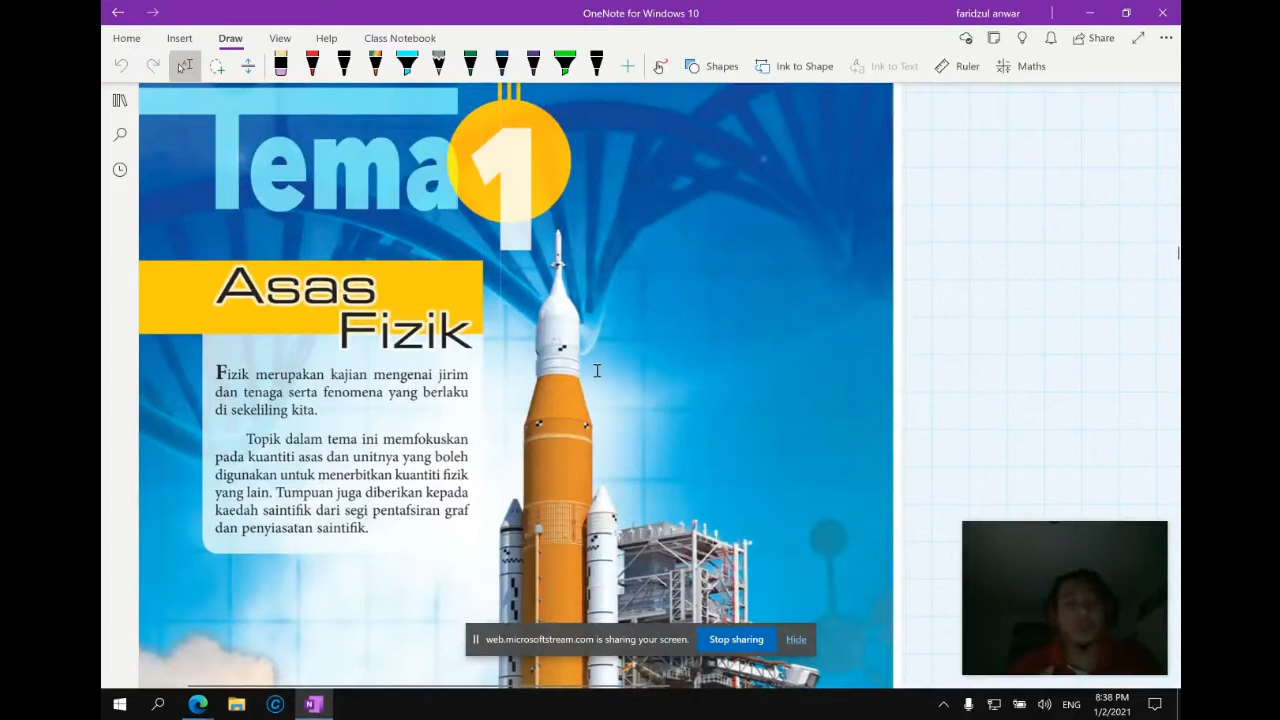 OneNote for Windows 10
faridzul anwar
Home Insert Draw View Help Class Notebook
Share
Shapes Ink to Shape Ink to Text Ruler Maths
Tema 1
Asas
Fizik
Fizik merupakan kajian mengenai jirim
dan tenaga serta fenomena yang berlaku
di sekeliling kita.
Topik dalam tema ini memfokuskan
pada kuantiti asas dan unitnya yang boleh
digunakan untuk menerbitkan kuantiti fizik
yang lain. Tumpuan juga diberikan kepada
kaedah saintifik dari segi pentafsiran graf
dan penyiasatan saintifik.
web.microsoftstream.com is sharing your screen. Stop sharing Hide
ENG
8:38 PM
1/2/2021